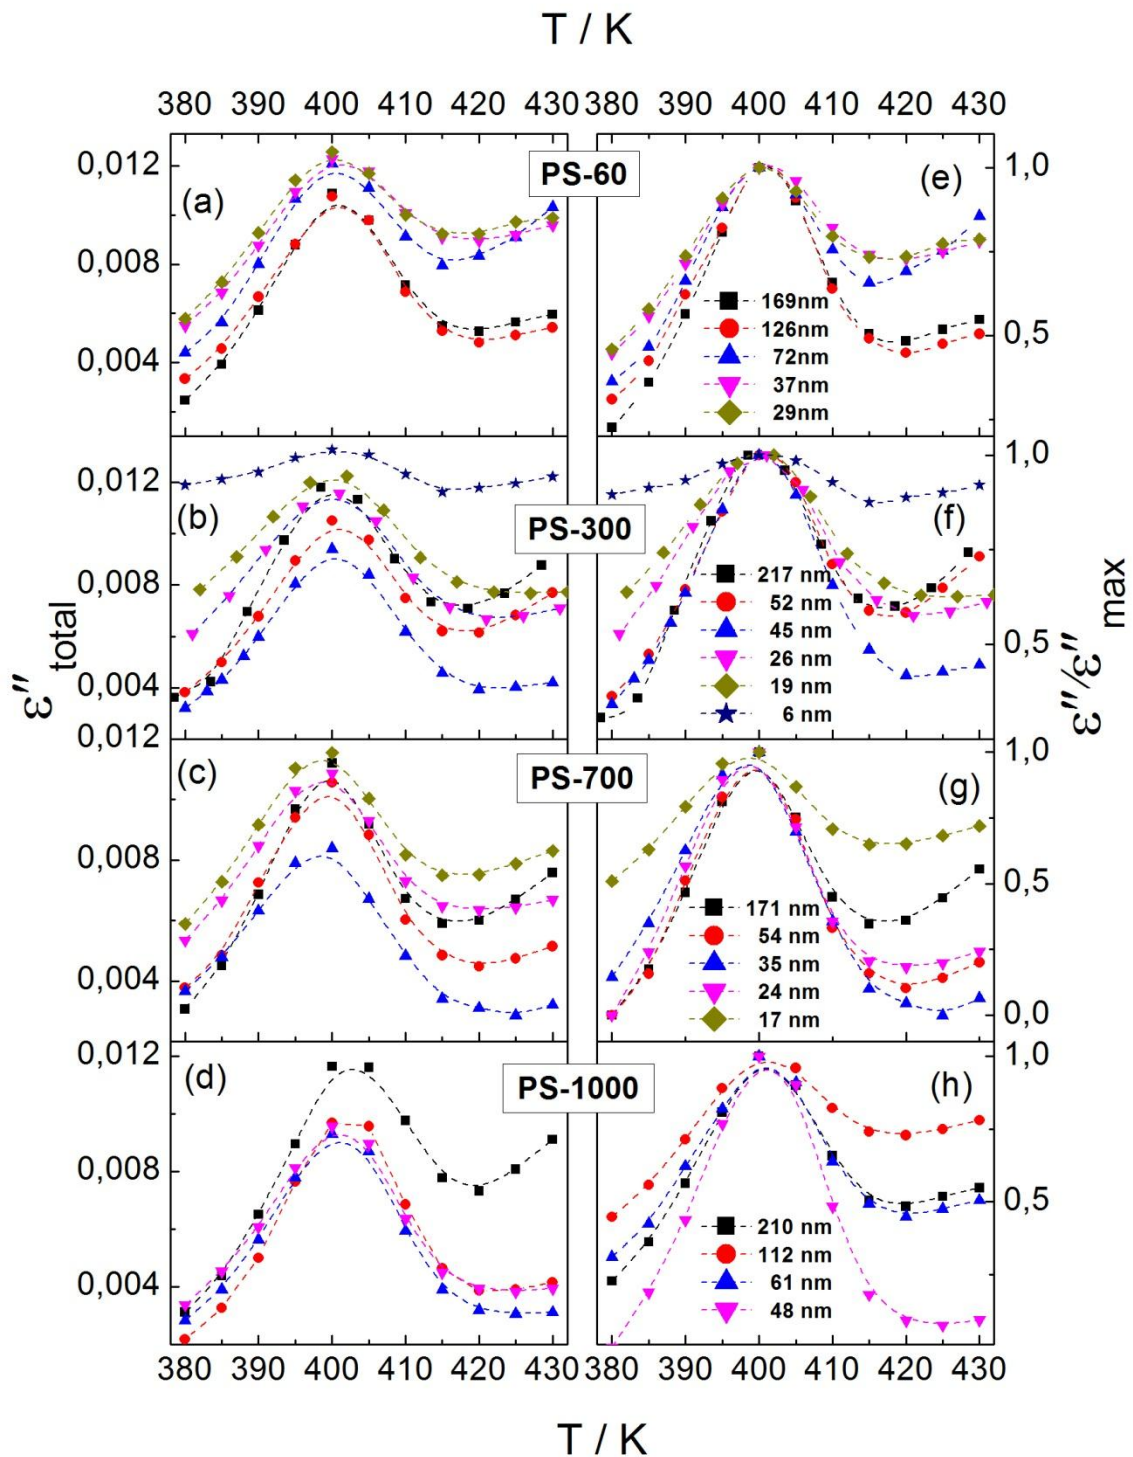 T / K
380 390 400 410 420 430 380 390 400 410 420 430
0,012
0,008
0,004
(a)
PS-60
(e)
1,0
0,5
169nm
126nm
72nm
37nm
29nm
0,012
0,008
0,004
(b)
PS-300
(f)
1,0
0,5
217 nm
52 nm
45 nm
26 nm
19 nm
6 nm
ε''total
ε''/ε''max
0,012
0,008
0,004
(c)
PS-700
(g)
1,0
0,5
0,0
171 nm
54 nm
35 nm
24 nm
17 nm
0,012
0,008
0,004
(d)
PS-1000
(h)
1,0
0,5
210 nm
112 nm
61 nm
48 nm
380 390 400 410 420 430 380 390 400 410 420 430
T / K